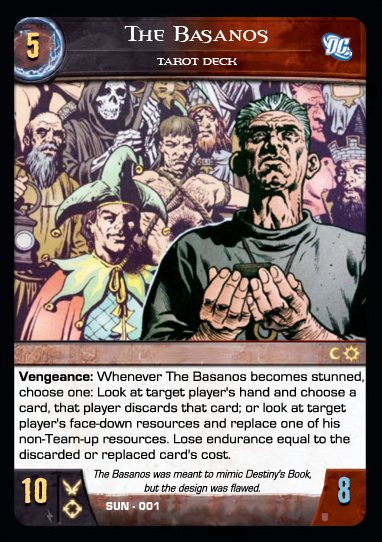 5
The Basanos
DC
TAROT DECK
C
Vengeance: Whenever The Basanos becomes stunned,
choose one: Look at target player's hand and choose a
card, that player discards that card; or look at target
player's face-down resources and replace one of his
non-Team-up resources. Lose endurance equal to the
discarded or replaced card's cost.
The Basanos was meant to mimic Destiny's Book,
but the design was flawed.
10
8
SUN · 001